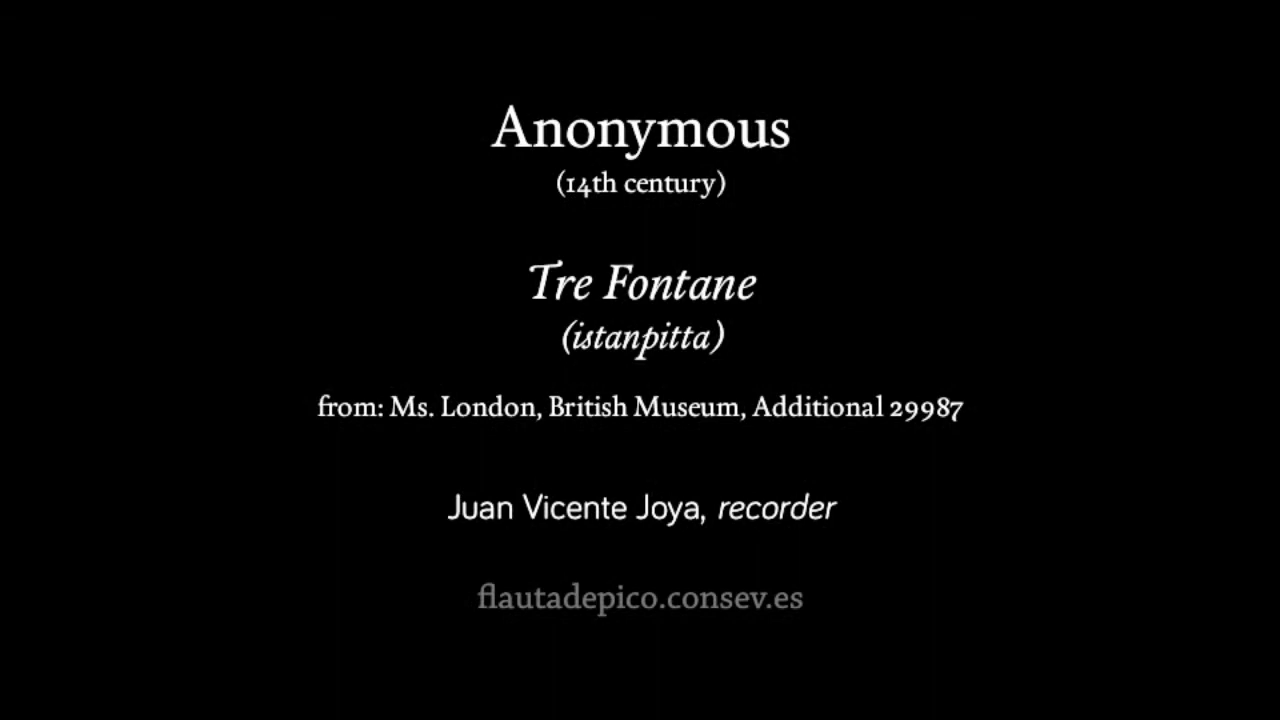 Anonymous
(14th century)
Tre Fontane
(istanpitta)
from: Ms. London, British Museum, Additional 29987
Juan Vicente Joya, recorder
flautadepico.consev.es